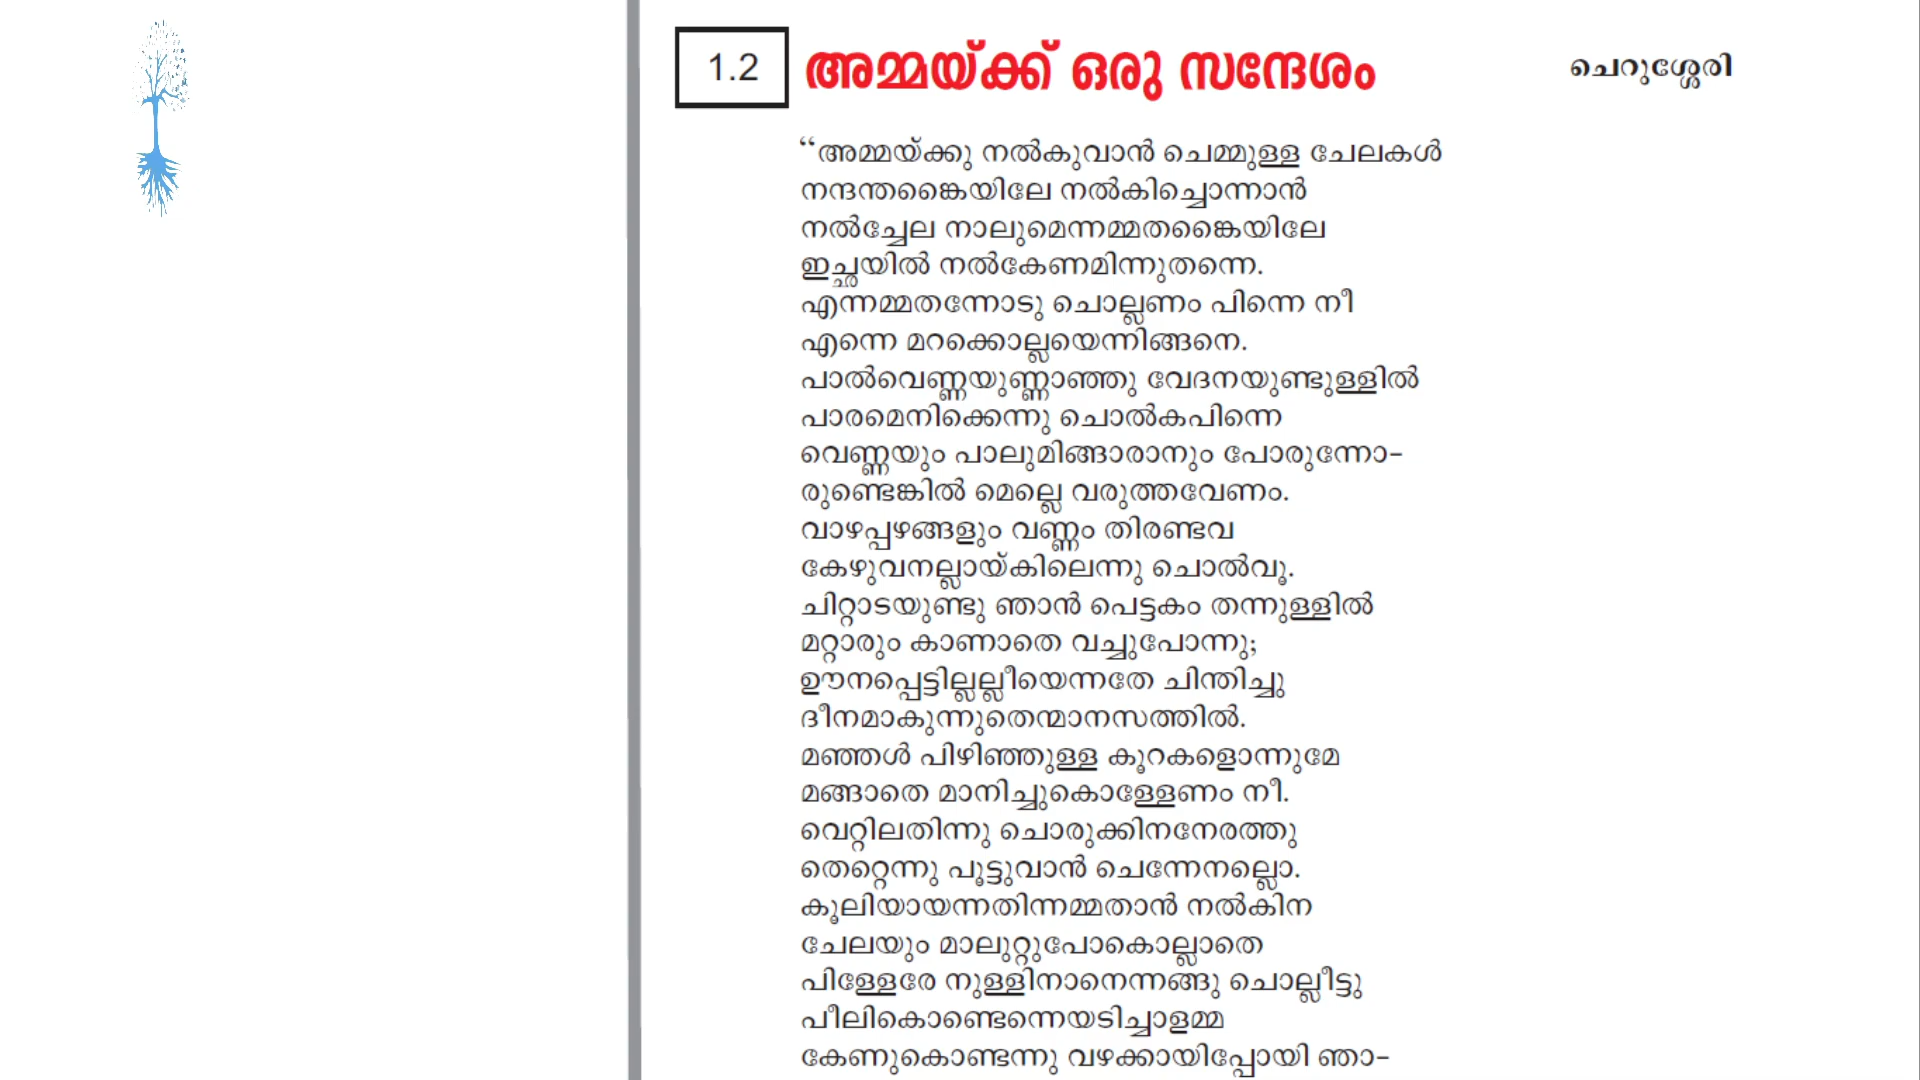 1.2 അമ്മയ്ക്ക് ഒരു സന്ദേശം ചെറുശ്ശേരി
“അമ്മയ്ക്കു നൽകുവാൻ ചെമ്മുള്ള ചേലകൾ
നന്ദന്തങ്കൈയിലേ നൽകിച്ചൊന്നാൻ
നൽച്ചേല നാലുമെന്നമ്മതങ്കൈയിലേ
ഇച്ഛയിൽ നൽകേണമിന്നുതന്നെ.
എന്നമ്മതന്നോടു ചൊല്ലണം പിന്നെ നീ
എന്നെ മറക്കൊല്ലയെന്നിങ്ങനെ.
പാൽവെണ്ണയുണ്ണാഞ്ഞു വേദനയുണ്ടുള്ളിൽ
പാരമെനിക്കെന്നു ചൊൽകപിന്നെ
വെണ്ണയും പാലുമിങ്ങാരാനും പോരുന്നോ-
രുണ്ടെങ്കിൽ മെല്ലെ വരുത്തവേണം.
വാഴപ്പഴങ്ങളും വണ്ണം തിരണ്ടവ
കേഴുവനല്ലായ്കിലെന്നു ചൊൽവൂ.
ചിറ്റാടയുണ്ടു ഞാൻ പെട്ടകം തന്നുള്ളിൽ
മറ്റാരും കാണാതെ വച്ചുപോന്നു;
ഊനപ്പെട്ടില്ലല്ലീയെന്നതേ ചിന്തിച്ചു
ദീനമാകുന്നുതെന്മാനസത്തിൽ.
മഞ്ഞൾ പിഴിഞ്ഞുള്ള കൂറകളൊന്നുമേ
മങ്ങാതെ മാനിച്ചുകൊള്ളേണം നീ.
വെറ്റിലതിന്നു ചൊരുക്കിനനേരത്തു
തെറ്റെന്നു പൂട്ടുവാൻ ചെന്നേനല്ലൊ.
കൂലിയായന്നതിന്നമ്മതാൻ നൽകിന
ചേലയും മാലുറ്റുപോകൊല്ലാതെ
പിള്ളേരേ നുള്ളിനാനെന്നങ്ങു ചൊല്ലീട്ടു
പീലികൊണ്ടെന്നെയടിച്ചാളമ്മ
കേണുകൊണ്ടന്നു വഴക്കായിപ്പോയി ഞാ-